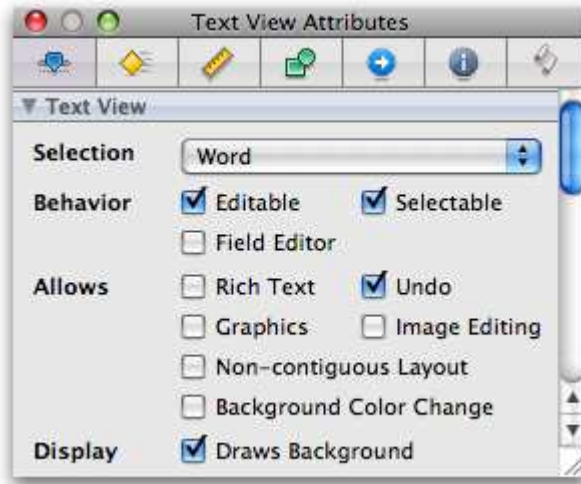 Text View Attributes
Text View
Selection Word
Behavior Editable Selectable
Field Editor
Allows Rich Text Undo
Graphics Image Editing
Non-contiguous Layout
Background Color Change
Display Draws Background